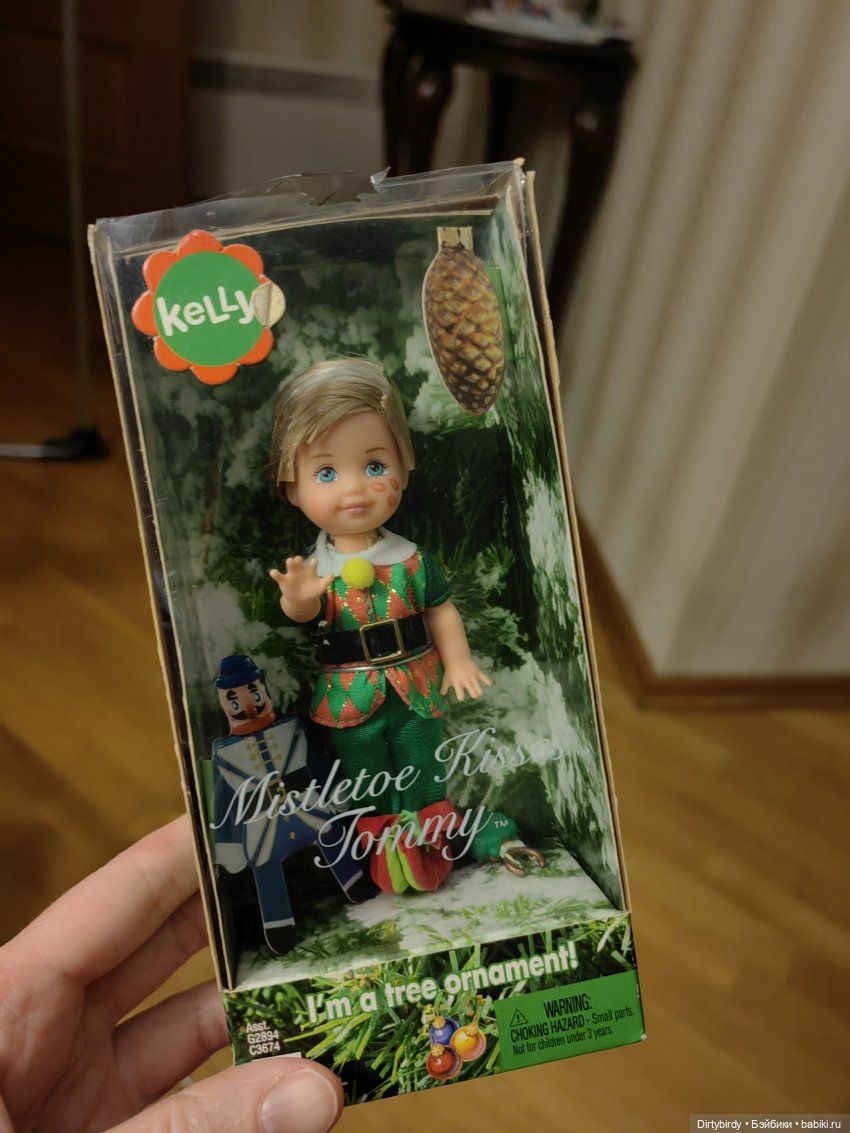 kelly
Mistletoe Kisses
Tommy™
I'm a tree ornament!
Asst.
G2894
C3674
WARNING:
CHOKING HAZARD - Small parts.
Not for children under 3 years.
Dirtybirdy • Бэйбики • babiki.ru